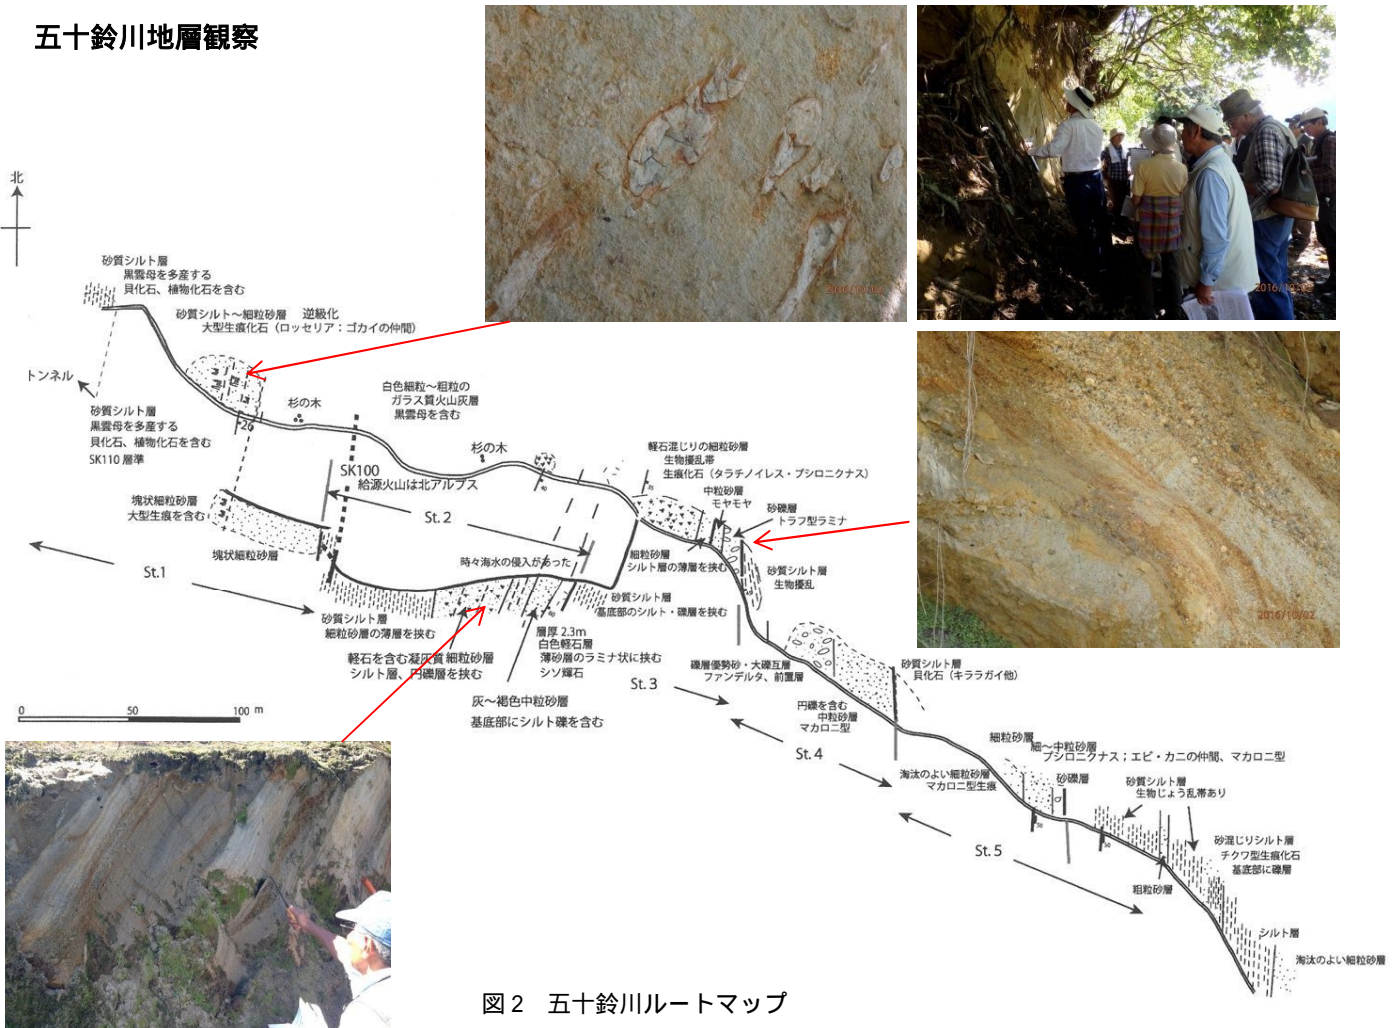 五十鈴川地層観察
2016/10/02
2016/10/02
2016/10/02
北
砂質シルト層
黒雲母を多産する
貝化石、植物化石を含む
砂質シルト～細粒砂層 逆級化
大型生痕化石（ロッセリア：ゴカイの仲間）
トンネル
砂質シルト層
黒雲母を多産する
貝化石、植物化石を含む
SK110 層準
杉の木
26
白色細粒～粗粒の
ガラス質火山灰層
黒雲母を含む
杉の木
SK100
給源火山は北アルプス
St. 2
塊状細粒砂層
大型生痕を含む
塊状細粒砂層
St.1
軽石混じりの細粒砂層
生物擾乱帯
生痕化石（タラチノイレス・プシロニクナス）
中粒砂層
モヤモヤ
砂礫層
トラフ型ラミナ
細粒砂層
シルト層の薄層を挟む
砂質シルト層
生物擾乱
時々海水の侵入があった
砂質シルト層
基底部のシルト・礫層を挟む
砂質シルト層
細粒砂層の薄層を挟む
軽石を含む凝灰質細粒砂層
シルト層、円礫層を挟む
層厚 2.3m
白色軽石層
薄砂層のラミナ状に挟む
シソ輝石
灰～褐色中粒砂層
基底部にシルト礫を含む
St. 3
礫層優勢砂・大礫互層
ファンデルタ、前置層
砂質シルト層
貝化石（キララガイ他）
円礫を含む
中粒砂層
マカロニ型
St. 4
0 50 100 m
細粒砂層
細～中粒砂層
プシロニクナス；エビ・カニの仲間、マカロニ型
淘汰のよい細粒砂層
マカロニ型生痕
砂礫層
砂質シルト層
生物じょう乱帯あり
50
50
砂混じりシルト層
チクワ型生痕化石
基底部に礫層
St. 5
粗粒砂層
シルト層
淘汰のよい細粒砂層
図 2 五十鈴川ルートマップ